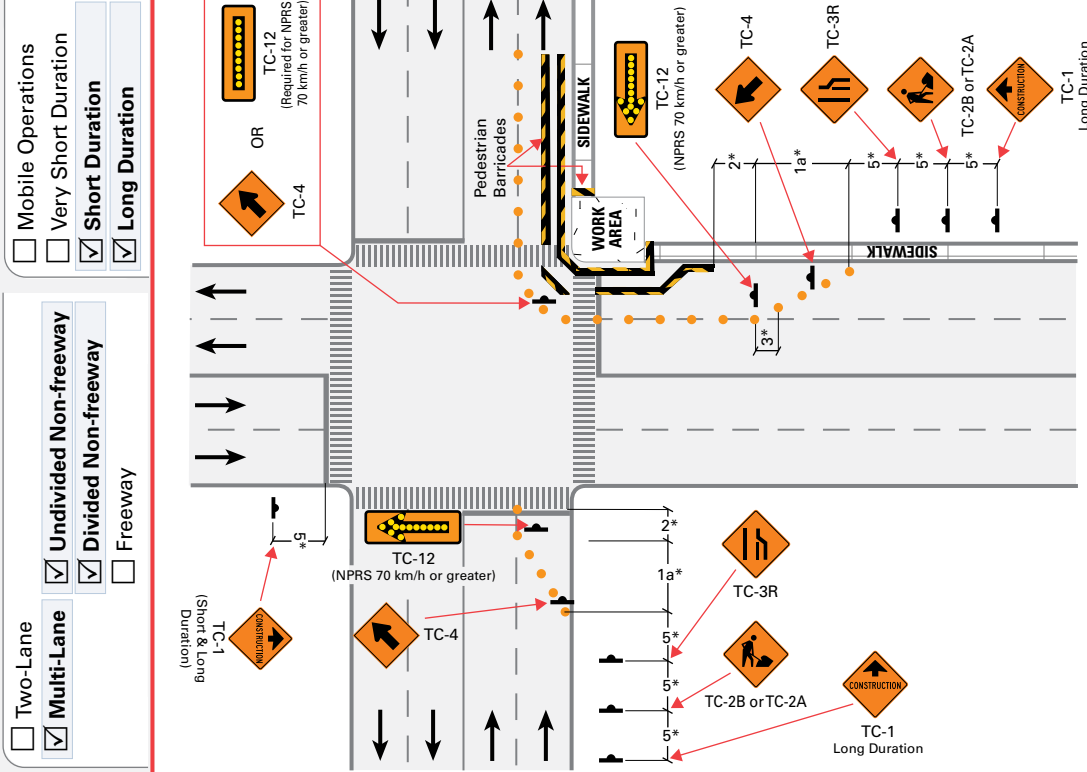 Two-Lane
Multi-Lane
Undivided Non-freeway
Divided Non-freeway
Freeway
Mobile Operations
Very Short Duration
Short Duration
Long Duration
TC-4
OR
TC-12
(Required for NPRS
70 km/h or greater)
Pedestrian
Barricades
SIDEWALK
WORK
AREA
SIDEWALK
TC-12
(NPRS 70 km/h or greater)
TC-4
TC-3R
TC-2B or TC-2A
CONSTRUCTION
TC-1
Long Duration
2*
1a*
5*
5*
5*
3*
5*
CONSTRUCTION
TC-1
(Short & Long
Duration)
TC-12
(NPRS 70 km/h or greater)
TC-4
2*
1a*
5*
5*
5*
TC-3R
TC-2B or TC-2A
CONSTRUCTION
TC-1
Long Duration